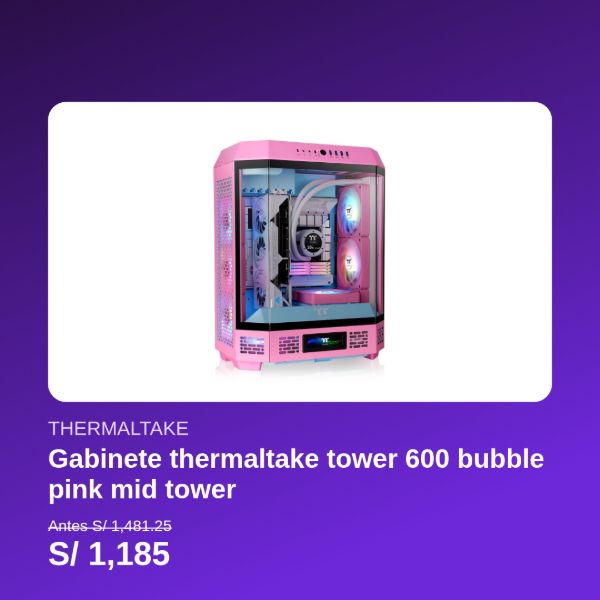 THERMALTAKE
Gabinete thermaltake tower 600 bubble
pink mid tower
Antes S/ 1,481.25
S/ 1,185